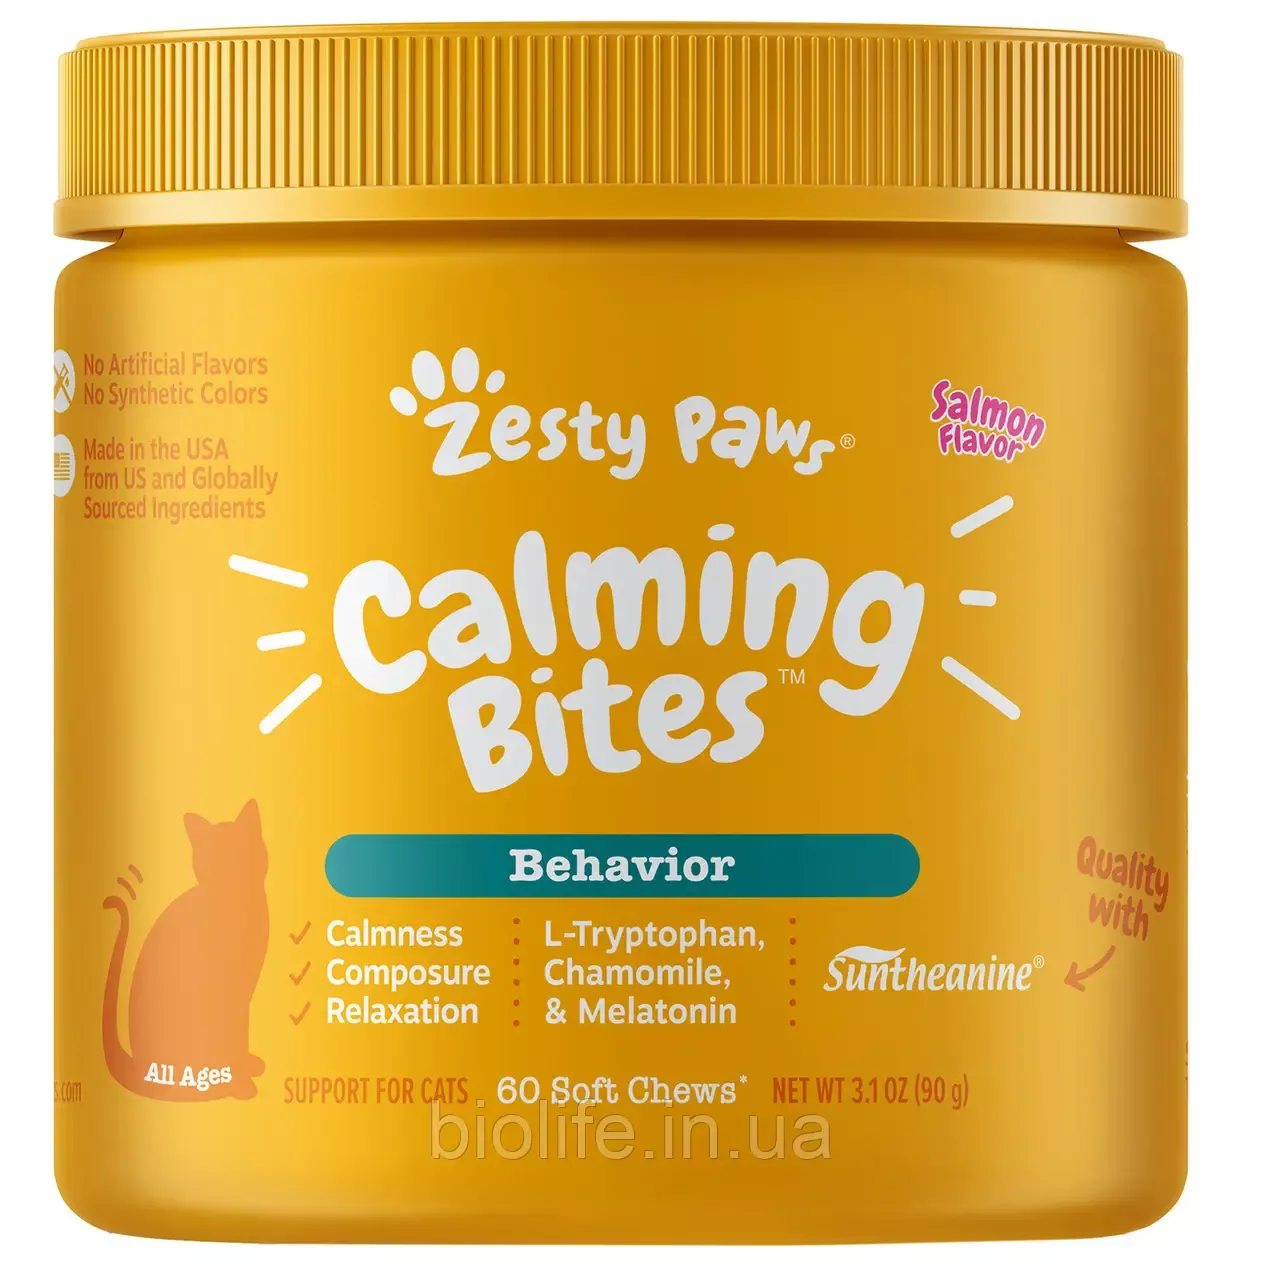 No Artificial Flavors
No Synthetic Colors
Made in the USA
from US and Globally
Sourced Ingredients
Zesty Paws®
Salmon
Flavor
Calming
Bites™
Behavior
Calmness
Composure
Relaxation
L-Tryptophan,
Chamomile,
& Melatonin
Suntheanine®
Quality
with
All Ages
s.com
SUPPORT FOR CATS
60 Soft Chews*
NET WT 3.1 OZ (90 g)
biolife.in.ua